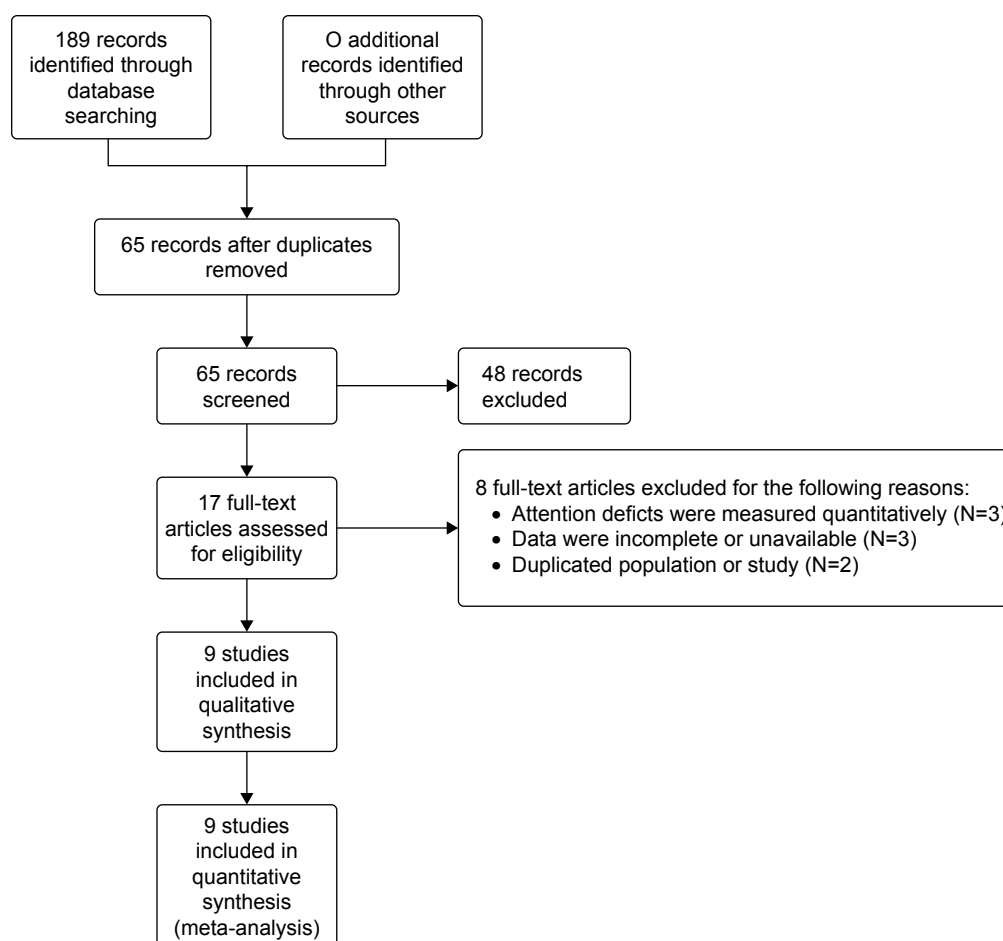 189 records
identified through
database
searching
O additional
records identified
through other
sources
65 records after duplicates
removed
65 records
screened
48 records
excluded
17 full-text
articles assessed
for eligibility
8 full-text articles excluded for the following reasons:
• Attention deficits were measured quantitatively (N=3)
• Data were incomplete or unavailable (N=3)
• Duplicated population or study (N=2)
9 studies
included in
qualitative
synthesis
9 studies
included in
quantitative
synthesis
(meta-analysis)